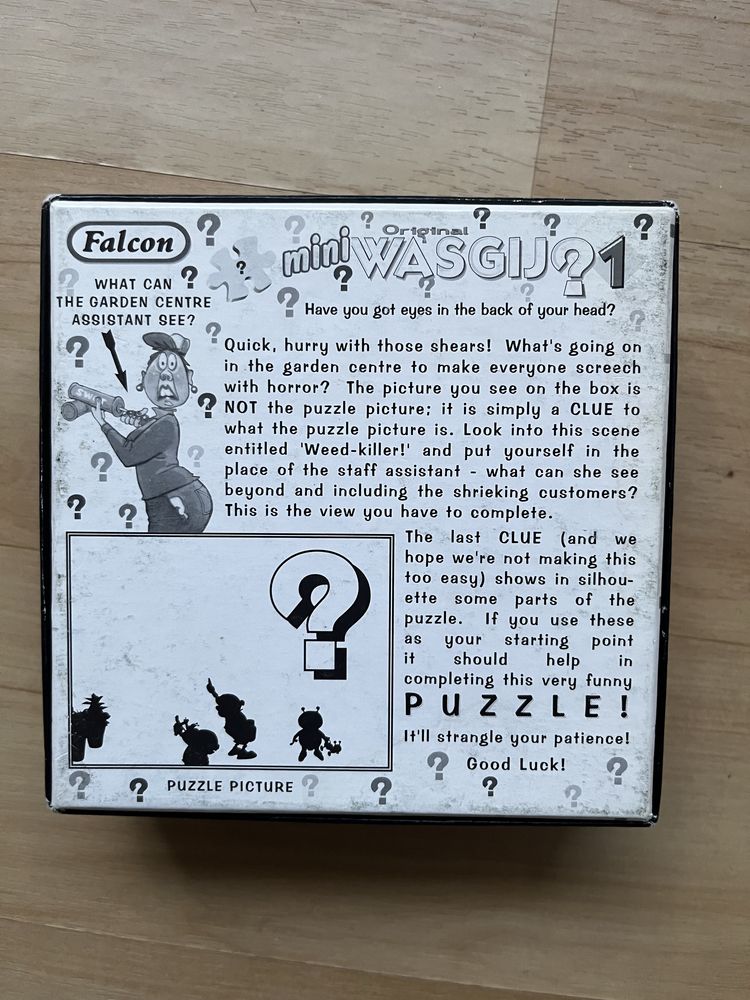 Falcon
Original
mini WASGIJ? 1
WHAT CAN
THE GARDEN CENTRE
ASSISTANT SEE?
Have you got eyes in the back of your head?
Quick, hurry with those shears! What's going on
in the garden centre to make everyone screech
with horror? The picture you see on the box is
NOT the puzzle picture; it is simply a CLUE to
what the puzzle picture is. Look into this scene
entitled 'Weed-killer!' and put yourself in the
place of the staff assistant - what can she see
beyond and including the shrieking customers?
This is the view you have to complete.
The last CLUE (and we
hope we're not making this
too easy) shows in silhou-
ette some parts of the
puzzle. If you use these
as your starting point
it should help in
completing this very funny
PUZZLE!
It'll strangle your patience!
Good Luck!
PUZZLE PICTURE